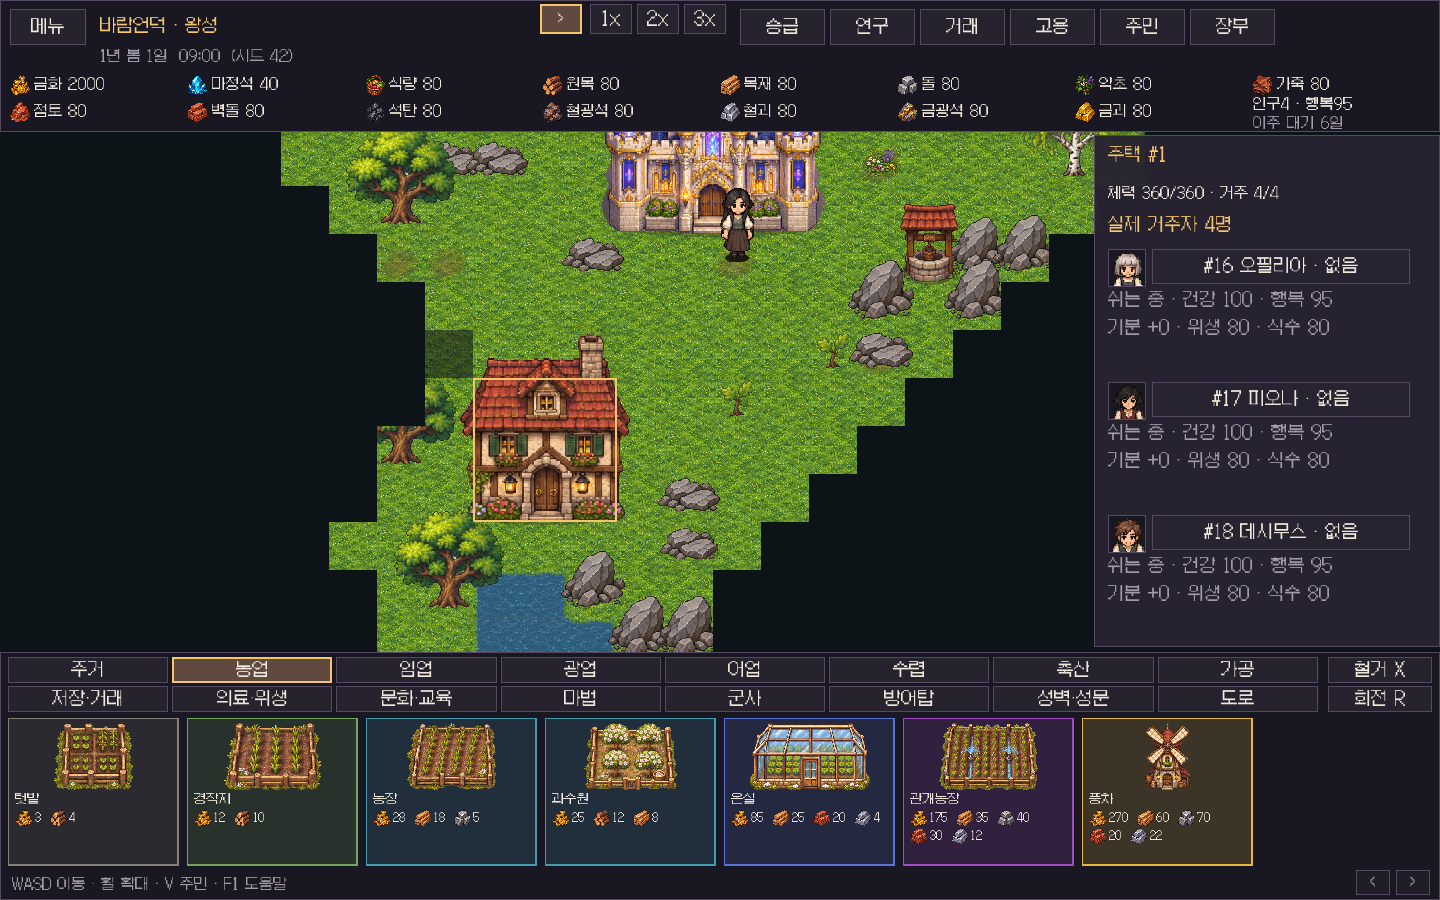 메뉴
바람언덕 · 왕성
1년 봄 1일 09:00 (시드 42)
> 1x 2x 3x
승급 연구 거래 고용 주민 장부
금화 2000 마정석 40 식량 80 원목 80 목재 80 돌 80 약초 80 가죽 80
점토 80 벽돌 80 석탄 80 철광석 80 철괴 80 금광석 80 금괴 80
인구4 · 행복95
이주 대기 6일
주택 #1
체력 360/360 · 거주 4/4
실제 거주자 4명
#16 오필리아 · 없음
쉬는 중 · 건강 100 · 행복 95
기분 +0 · 위생 80 · 식수 80
#17 피오나 · 없음
쉬는 중 · 건강 100 · 행복 95
기분 +0 · 위생 80 · 식수 80
#18 데시무스 · 없음
쉬는 중 · 건강 100 · 행복 95
기분 +0 · 위생 80 · 식수 80
주거 농업 임업 광업 어업 수렵 축산 가공 철거 X
저장·거래 의료·위생 문화·교육 마법 군사 방어탑 성벽·성문 도로 회전 R
텃밭
3 4
경작지
12 10
농장
28 18 5
과수원
25 12 8
온실
85 25 20 4
관개농장
175 35 40
30 12
풍차
270 60 70
20 22
WASD 이동 · 휠 확대 · V 주민 · F1 도움말
< >